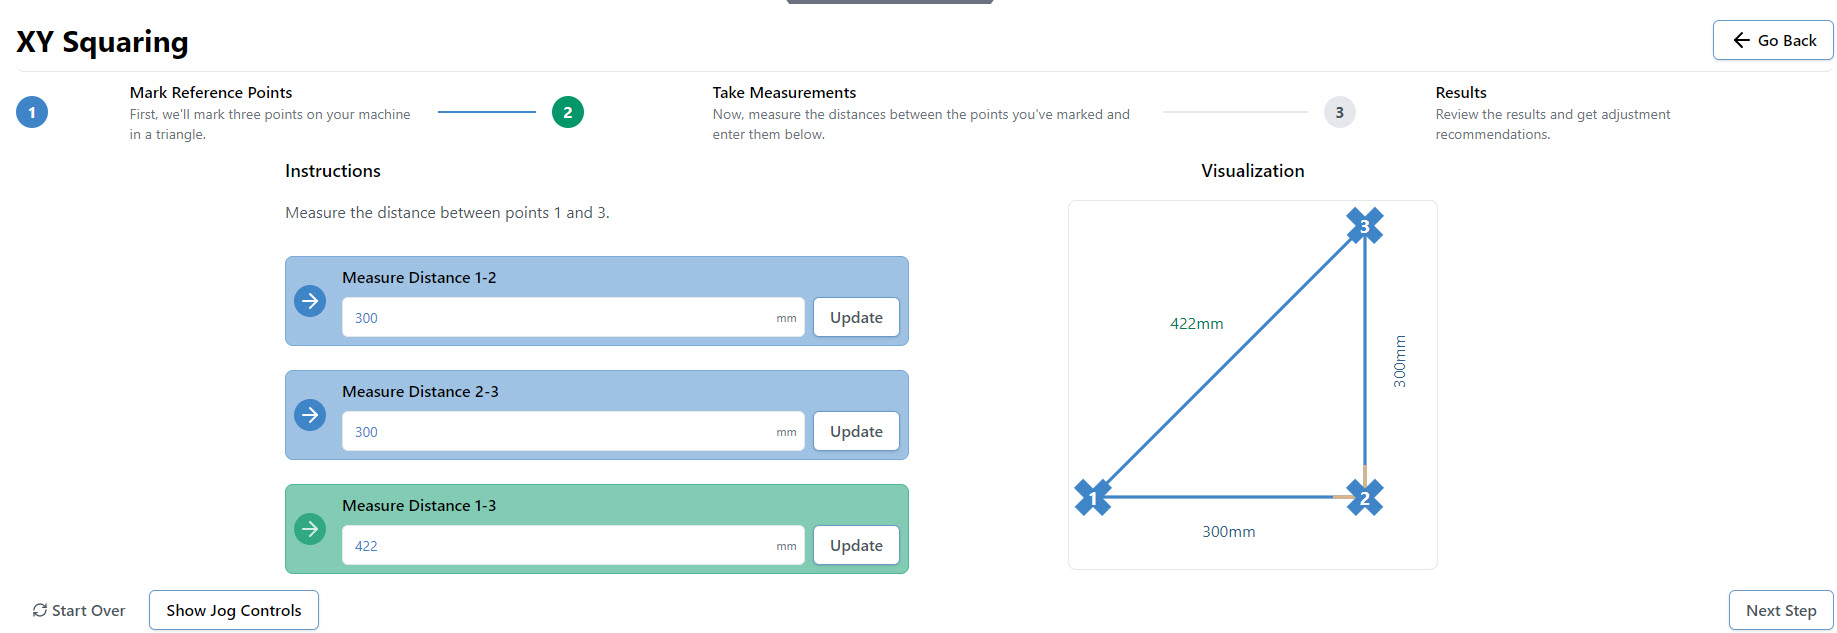 XY Squaring
Go Back
1
Mark Reference Points
First, we'll mark three points on your machine
in a triangle.
2
Take Measurements
Now, measure the distances between the points you've marked and
enter them below.
3
Results
Review the results and get adjustment
recommendations.
Instructions
Measure the distance between points 1 and 3.
Measure Distance 1-2
300 mm Update
Measure Distance 2-3
300 mm Update
Measure Distance 1-3
422 mm Update
Visualization
3
422mm
300mm
1
2
300mm
Start Over
Show Jog Controls
Next Step